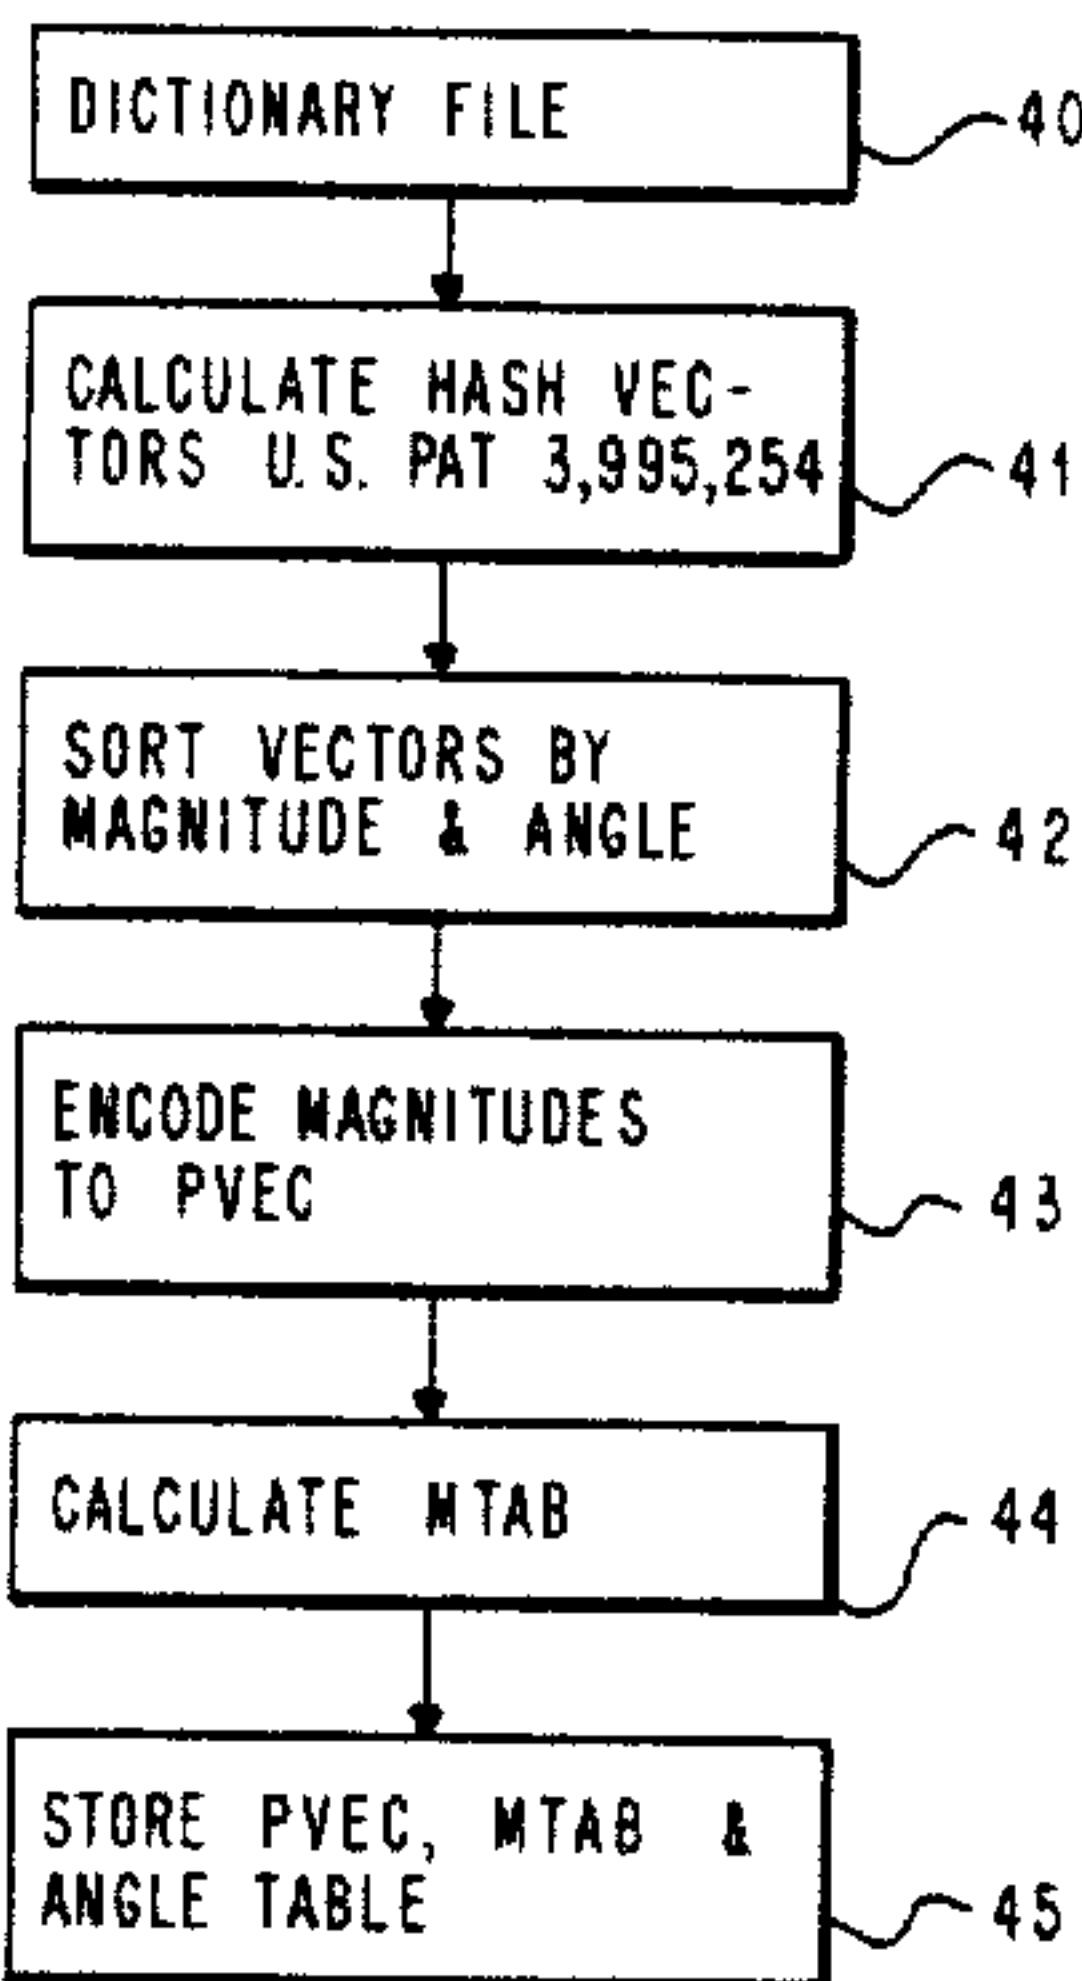 DICTIONARY FILE
40
CALCULATE HASH VEC-
TORS U.S. PAT 3,995,254
41
SORT VECTORS BY
MAGNITUDE & ANGLE
42
ENCODE MAGNITUDES
TO PVEC
43
CALCULATE MTAB
44
STORE PVEC, MTAB &
ANGLE TABLE
45